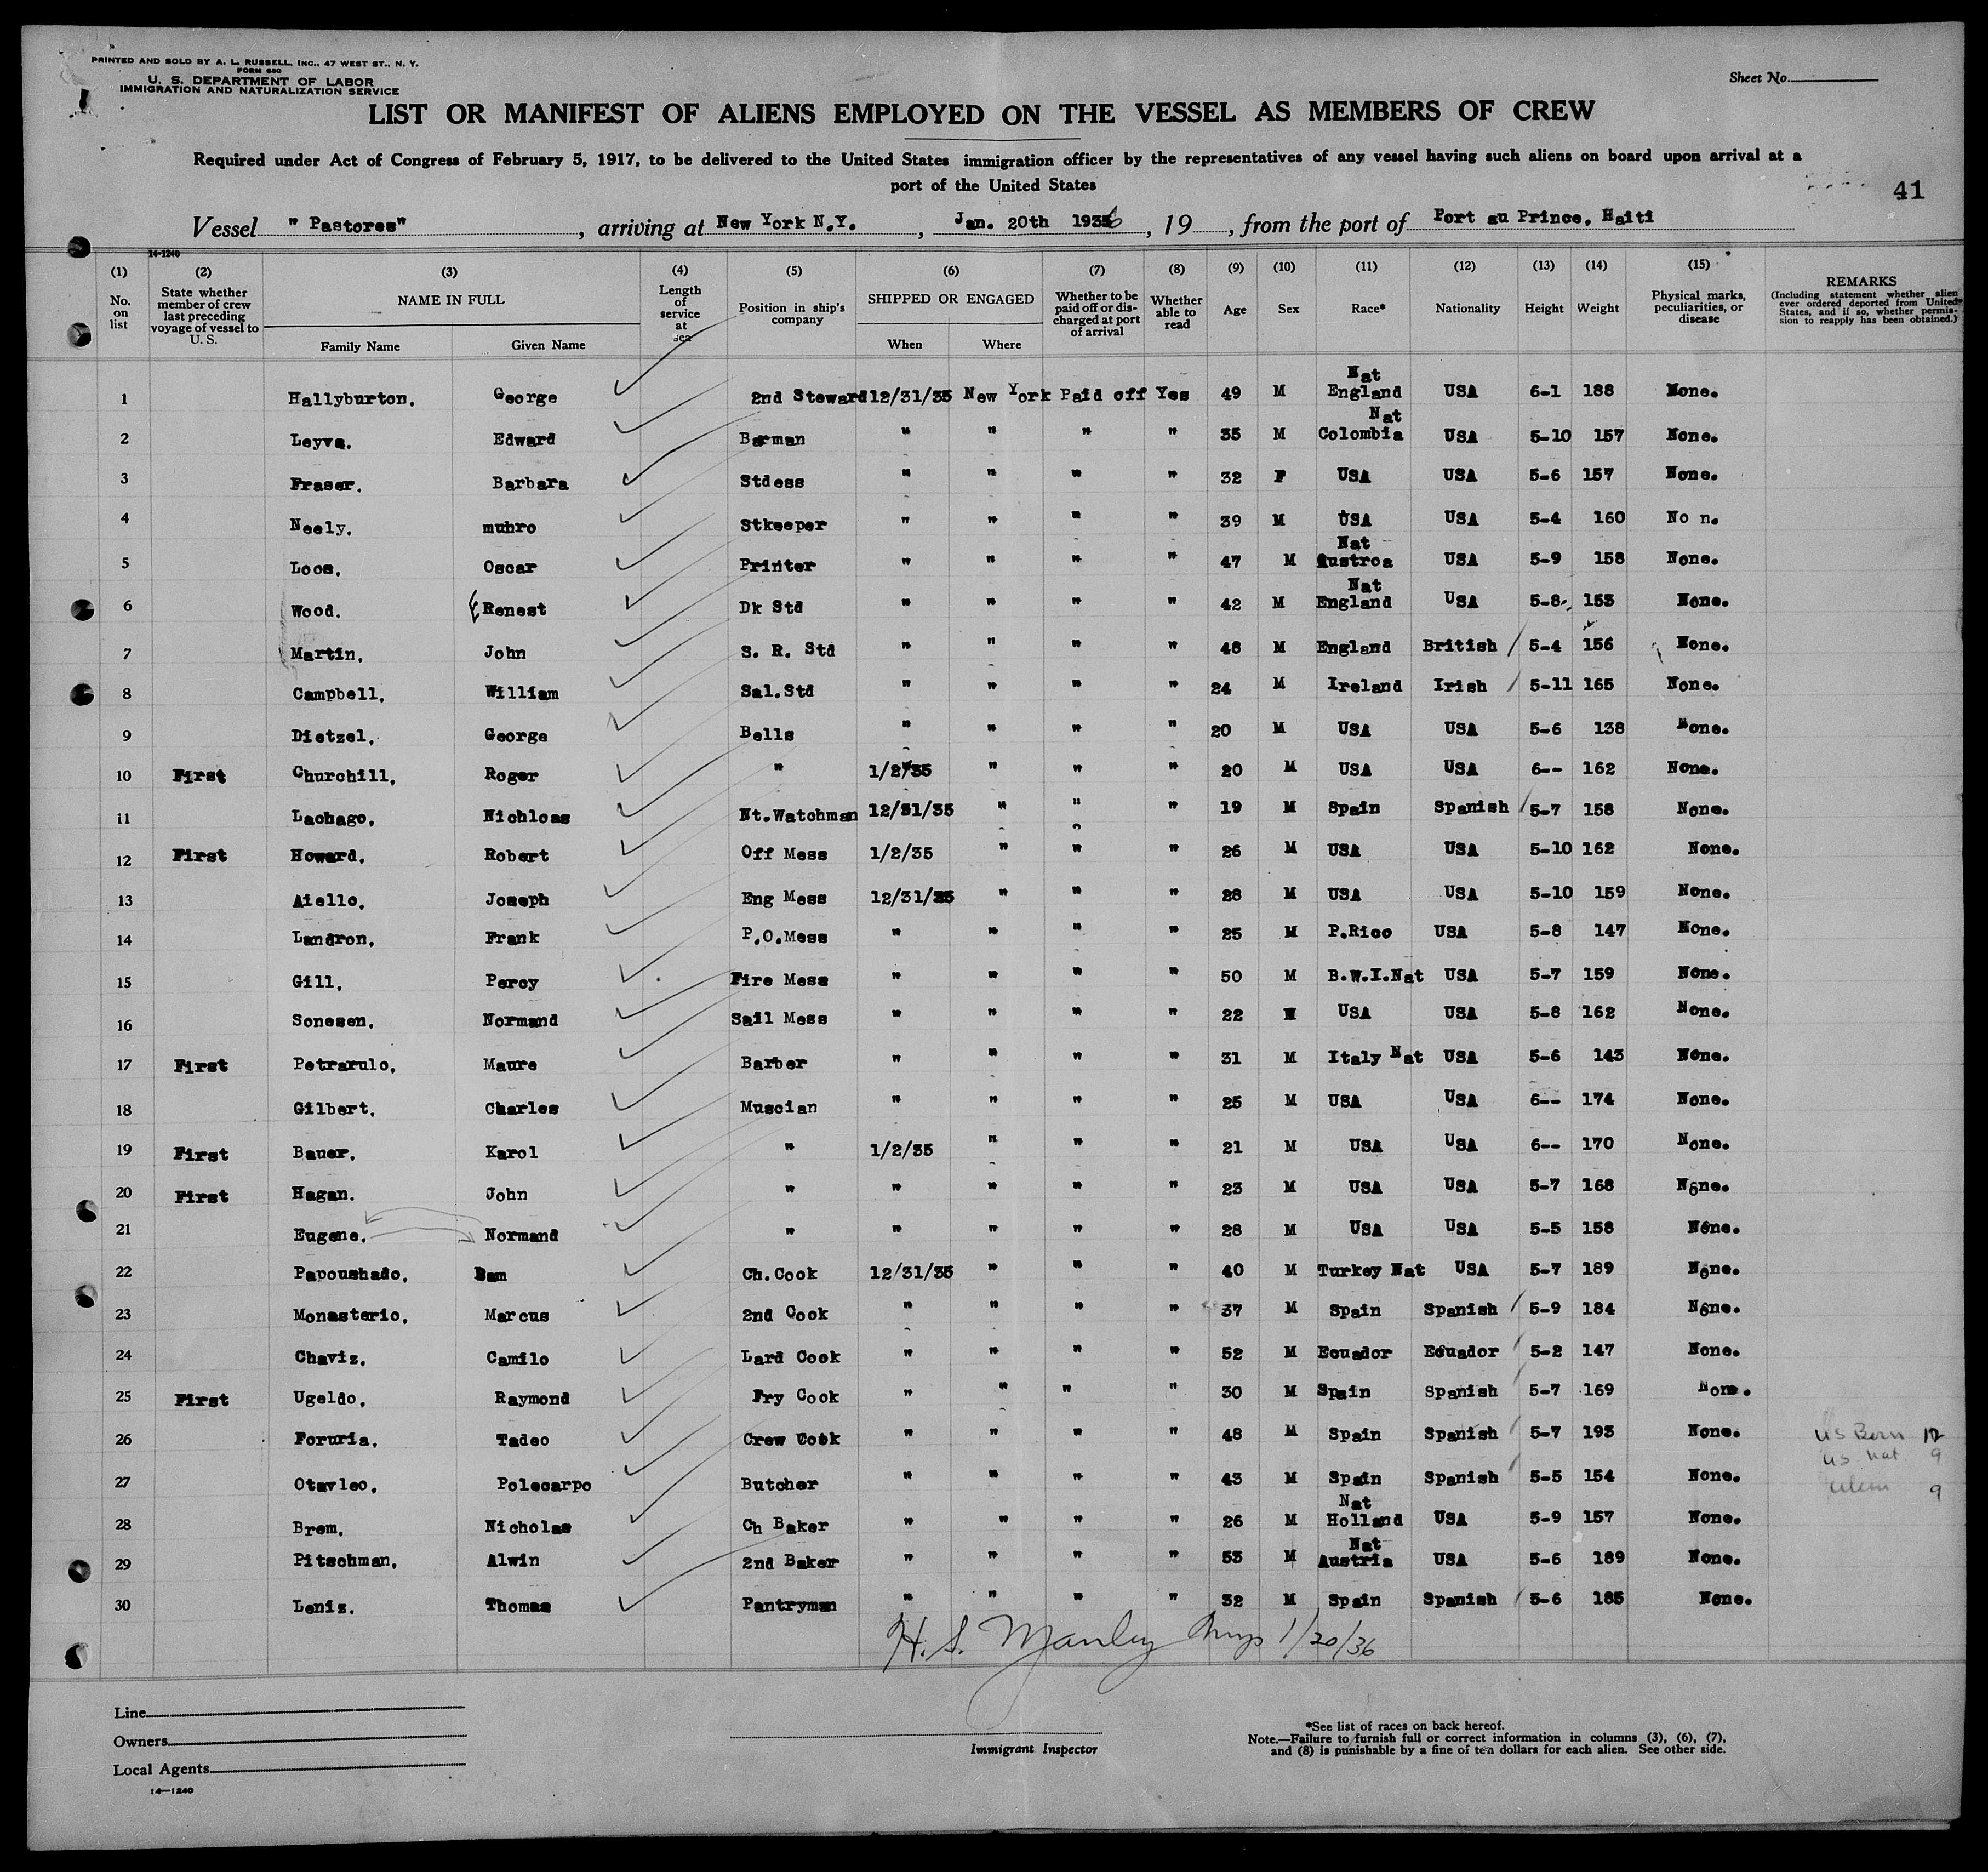 PRINTED AND SOLD BY A. L. RUSSELL, INC., 47 WEST ST., N. Y.
FORM 680
U. S. DEPARTMENT OF LABOR
IMMIGRATION AND NATURALIZATION SERVICE
Sheet No.
LIST OR MANIFEST OF ALIENS EMPLOYED ON THE VESSEL AS MEMBERS OF CREW
Required under Act of Congress of February 5, 1917, to be delivered to the United States immigration officer by the representatives of any vessel having such aliens on board upon arrival at a
port of the United States
41
Vessel " Pastores" , arriving at New York N.Y. , Jan. 20th 1936 , 19 , from the port of Port au Prince, Haiti
14-1240
(1) (2) (3) (4) (5) (6) (7) (8) (9) (10) (11) (12) (13) (14) (15)
No. on list
State whether member of crew last preceding voyage of vessel to U. S.
NAME IN FULL
Family Name Given Name
Length of service at sea
Position in ship's company
SHIPPED OR ENGAGED
When Where
Whether to be paid off or discharged at port of arrival
Whether able to read
Age
Sex
Race*
Nationality
Height
Weight
Physical marks, peculiarities, or disease
REMARKS
(Including statement whether alien ever ordered deported from United States, and if so, whether permission to reapply has been obtained.)
1 Hallyburton, George 2nd Steward 12/31/35 New York Paid off Yes 49 M Nat England USA 6-1 188 None.
2 Leyva, Edward Barman " " " " 35 M Nat Colombia USA 5-10 157 None.
3 Fraser, Barbara Stdess " " " " 32 F USA USA 5-6 157 None.
4 Neely, munro Stkeeper " " " " 39 M USA USA 5-4 160 No n.
5 Loos, Oscar Printer " " " " 47 M Nat Austroa USA 5-9 158 None.
6 Wood, E Renest Dk Std " " " " 42 M Nat England USA 5-8 153 None.
7 Martin, John S. R. Std " " " " 48 M England British 5-4 156 None.
8 Campbell, William Sal.Std " " " " 24 M Ireland Irish 5-11 165 None.
9 Dietzel, George Bells " " " " 20 M USA USA 5-6 138 None.
10 First Churchill, Roger " 1/2/35 " " " 20 M USA USA 6-- 162 None.
11 Lachago, Nichloas Nt.Watchman 12/31/35 " " " 19 M Spain Spanish 5-7 158 None.
12 First Howard, Robert Off Mess 1/2/35 " " " 26 M USA USA 5-10 162 None.
13 Aiello, Joseph Eng Mess 12/31/35 " " " 28 M USA USA 5-10 159 None.
14 Landron, Frank P.O.Mess " " " " 25 M P.Rico USA 5-8 147 None.
15 Gill, Percy Fire Mess " " " " 50 M B.W.I.Nat USA 5-7 159 None.
16 Sonesen, Normand Sail Mess " " " " 22 M USA USA 5-8 162 None.
17 First Petrarulo, Maure Barber " " " " 31 M Italy Nat USA 5-6 143 None.
18 Gilbert, Charles Muscian " " " " 25 M USA USA 6-- 174 None.
19 First Bauer, Karol " 1/2/35 " " " 21 M USA USA 6-- 170 None.
20 First Hagan. John " " " " " 23 M USA USA 5-7 168 None.
21 Eugene, Normand " " " " " 28 M USA USA 5-5 158 None.
22 Papoushado, Dam Ch.Cook 12/31/35 " " " 40 M Turkey Nat USA 5-7 189 None.
23 Monasterio, Marcus 2nd Cook " " " " 37 M Spain Spanish 5-9 184 None.
24 Chaviz, Camilo Lard Cook " " " " 52 M Ecuador Ecuador 5-2 147 None.
25 First Ugeldo, Raymond Fry Cook " " " " 30 M Spain Spanish 5-7 169 None.
26 Foruria, Tadeo Crew Cook " " " " 48 M Spain Spanish 5-7 193 None. US Born 12
US Nat 9
27 Otavleo, Polecarpo Butcher " " " " 43 M Spain Spanish 5-5 154 None. Alien 9
28 Brem, Nicholas Ch Baker " " " " 26 M Nat Holland USA 5-9 157 None.
29 Pitschman, Alwin 2nd Baker " " " " 53 M Nat Austria USA 5-6 189 None.
30 Leniz, Thomas Pantryman " " " " 32 M Spain Spanish 5-6 185 None.
H. S. Manley 1/20/36
Line
Owners
Local Agents
14-1240
Immigrant Inspector
*See list of races on back hereof.
Note.—Failure to furnish full or correct information in columns (3), (6), (7),
and (8) is punishable by a fine of ten dollars for each alien. See other side.